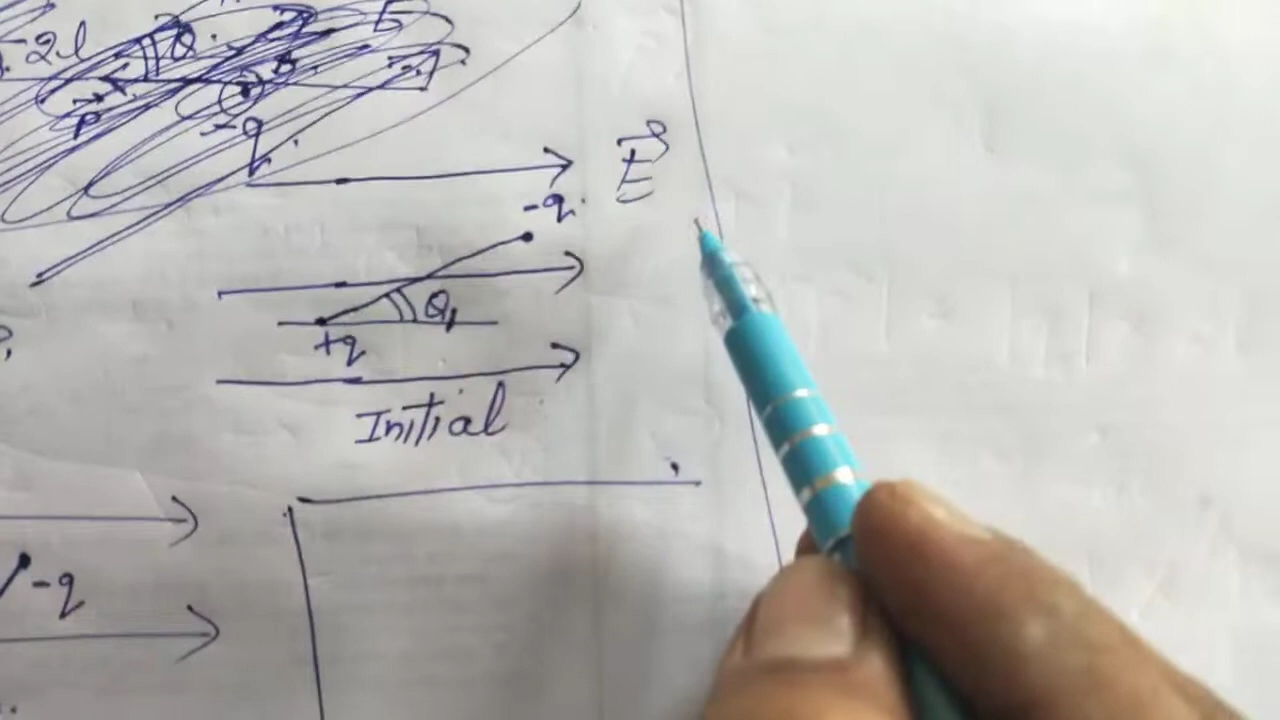 -2l θ
P
-q
E
-q
θ₁
+q
Initial
-q